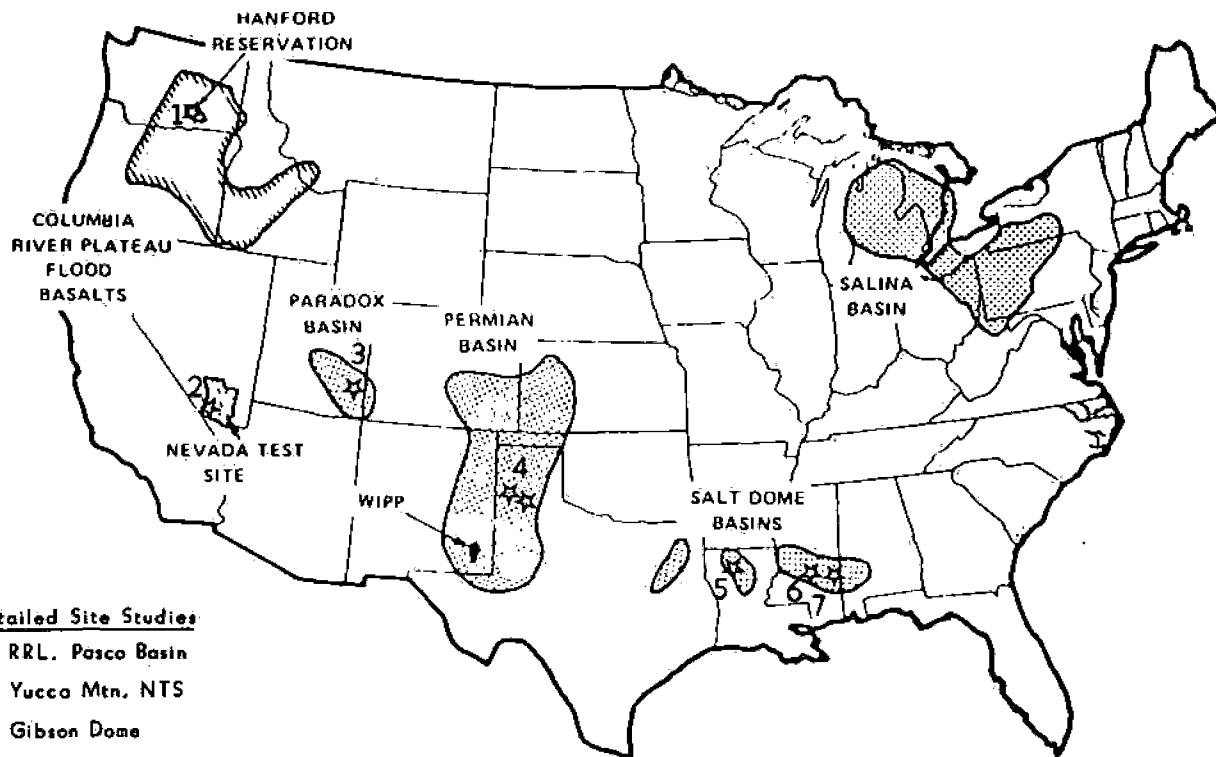 HANFORD
RESERVATION
1
COLUMBIA
RIVER PLATEAU
FLOOD
BASALTS
PARADOX
BASIN
3
PERMIAN
BASIN
SALINA
BASIN
2
NEVADA TEST
SITE
4
WIPP
SALT DOME
BASINS
5
6
7
tailed Site Studies
RRL. Pasco Basin
Yucca Mtn, NTS
Gibson Dome